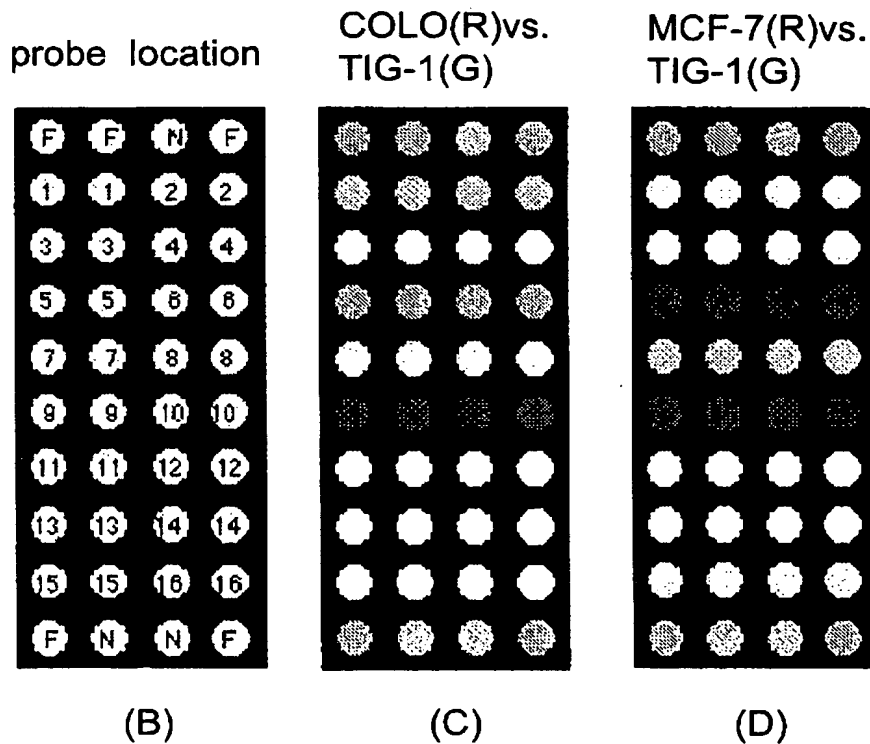 probe location
COLO(R)vs.
TIG-1(G)
MCF-7(R)vs.
TIG-1(G)
F F N F
1 1 2 2
3 3 4 4
5 5 6 6
7 7 8 8
9 9 10 10
11 11 12 12
13 13 14 14
15 15 16 16
F N N F
(B)
(C)
(D)